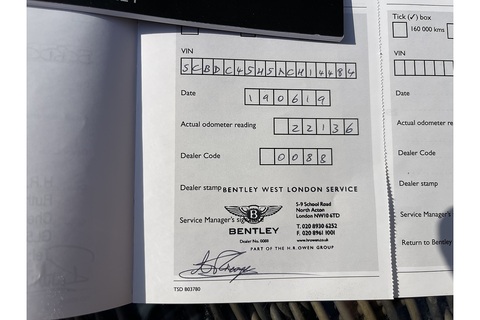 VIN
SCBDC45H5NCH14484
Date
190619
Actual odometer reading
22136
Dealer Code
0088
Dealer stamp BENTLEY WEST LONDON SERVICE
5-9 School Road
North Acton
London NW10 6TD
Service Manager's
BENTLEY
T. 020 8930 6252
F. 020 8961 1001
Dealer No. 0088
www.hrowen.co.uk
PART OF THE H.R.OWEN GROUP
TSD 803780
Tick (✓) box
160 000 kms
VIN
Date
Actual odometer
Dealer Code
Dealer stamp
Service Manager's
Return to Bentley